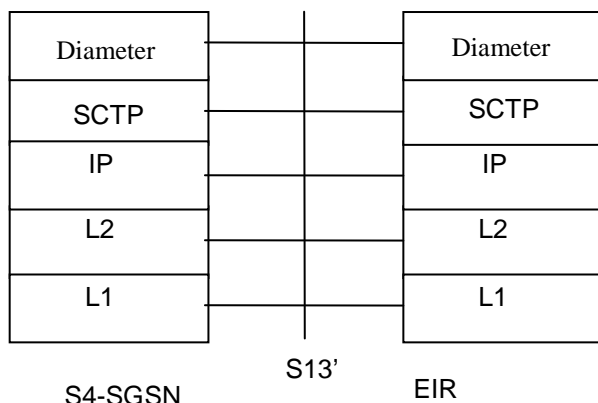 Diameter
Diameter
SCTP
SCTP
IP
IP
L2
L2
L1
L1
S13’
S4-SGSN
EIR